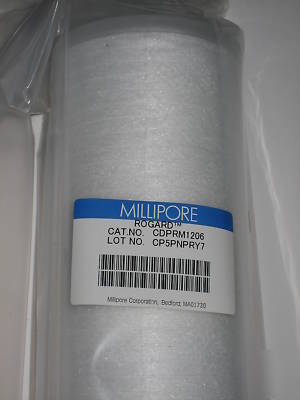 MILLIPORE
ROGARD™
CAT.NO. CDPRM1206
LOT NO. CP5PNPRY7
Millipore Corporation, Bedford, MA01730